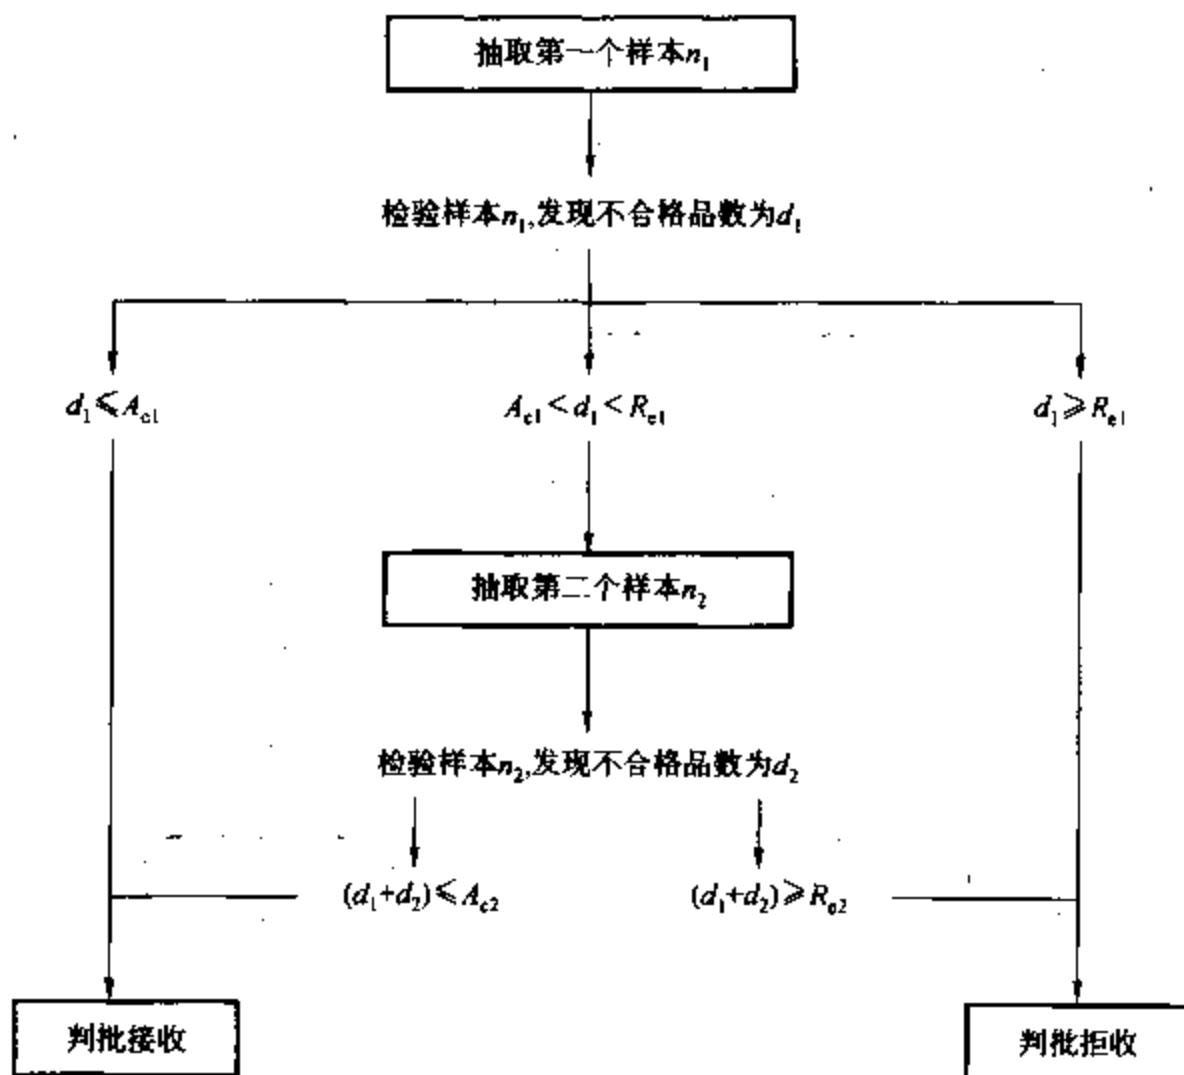 抽取第一个样本n₁
检验样本n₁,发现不合格品数为d₁
d₁⩽A_c1
A_c1<d₁<R_e1
d₁⩾R_e1
抽取第二个样本n₂
检验样本n₂,发现不合格品数为d₂
(d₁+d₂)⩽A_c2
(d₁+d₂)⩾R_e2
判批接收
判批拒收